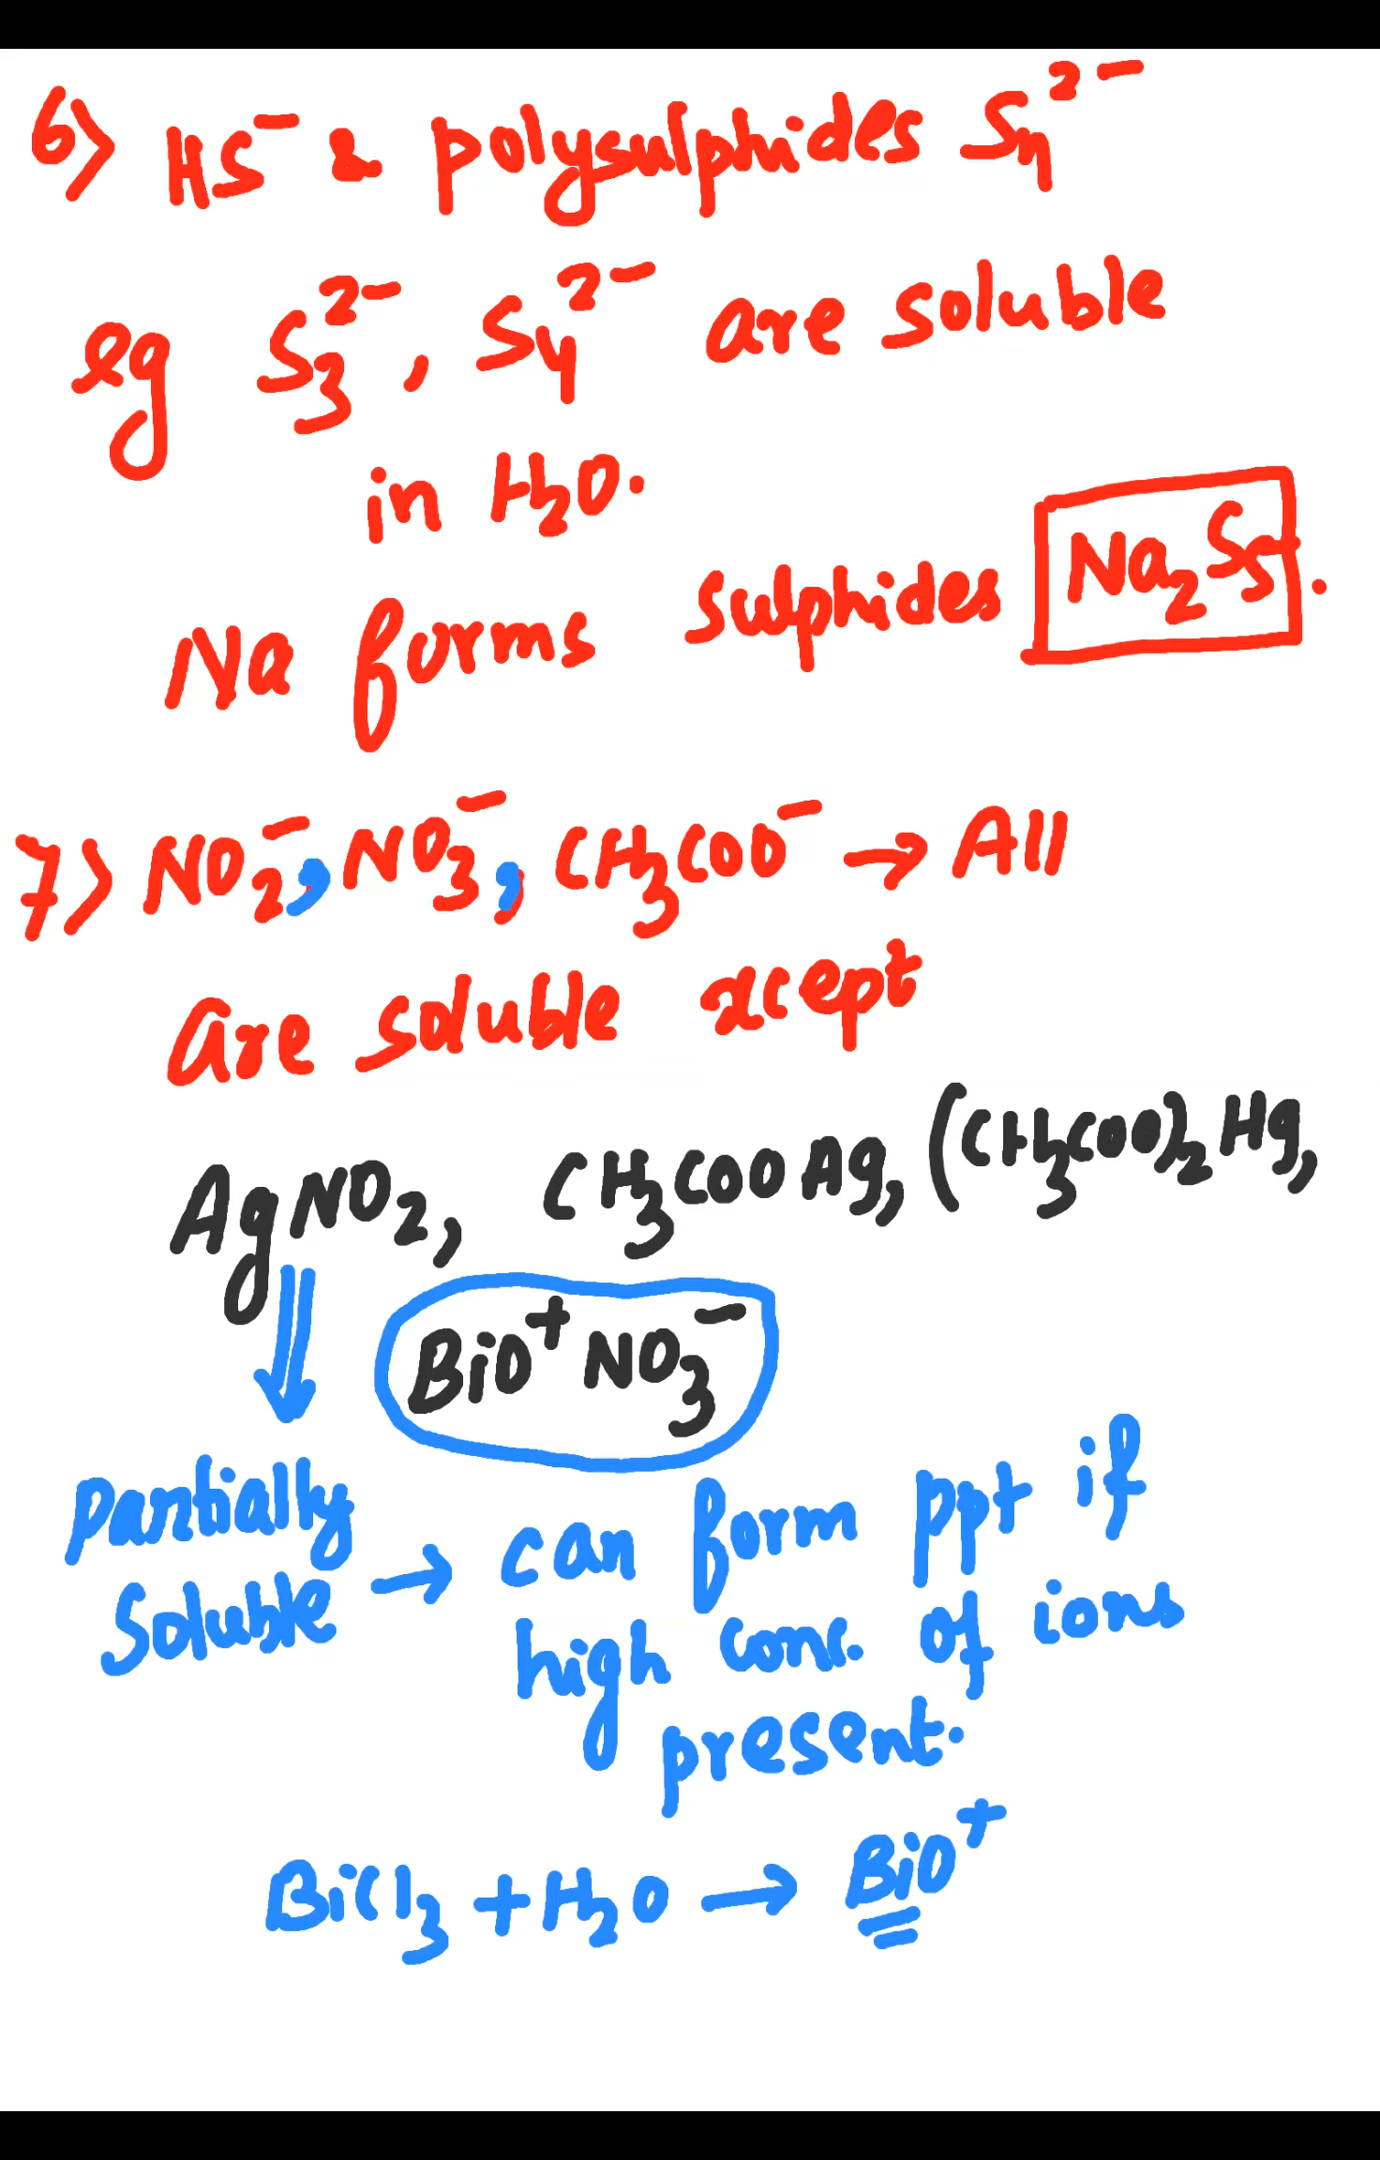 6) HS⁻ & polysulphides Sn²⁻
eg S₃²⁻, S₄²⁻ are soluble
in H₂O.
Na forms sulphides Na₂S₅.
7) NO₂⁻, NO₃⁻, CH₃COO⁻ → All
are soluble xcept
AgNO₂, CH₃COOAg, (CH₃COO)₂Hg,
BiO⁺NO₃⁻
partially
soluble → can form ppt if
high conc. of ions
present.
BiCl₃ + H₂O → BiO⁺